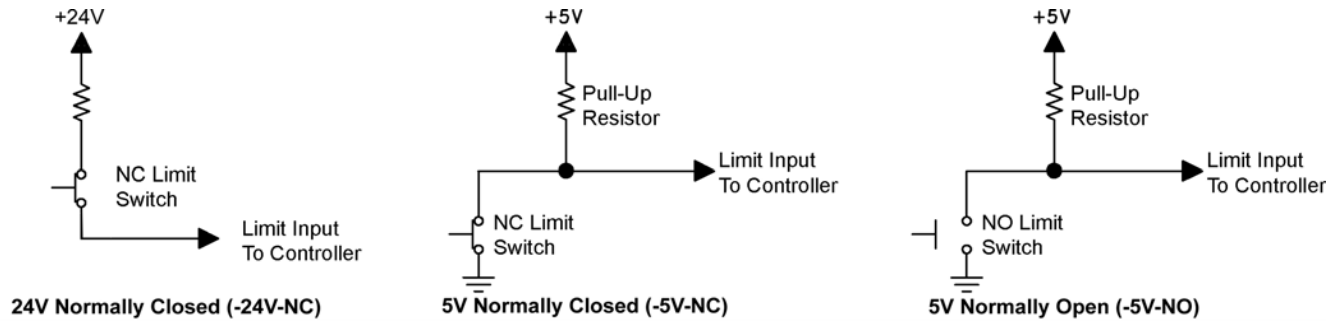 +24V
NC Limit
Switch
Limit Input
To Controller
24V Normally Closed (-24V-NC)
+5V
Pull-Up
Resistor
Limit Input
To Controller
NC Limit
Switch
5V Normally Closed (-5V-NC)
+5V
Pull-Up
Resistor
Limit Input
To Controller
NO Limit
Switch
5V Normally Open (-5V-NO)